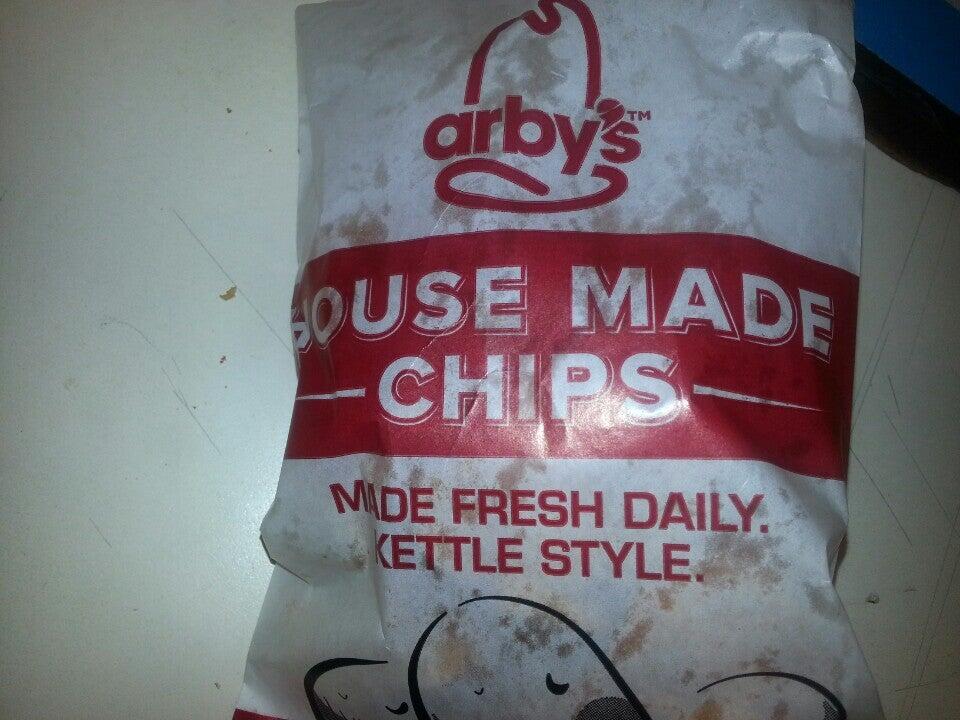 arby's™
HOUSE MADE
CHIPS
MADE FRESH DAILY.
KETTLE STYLE.